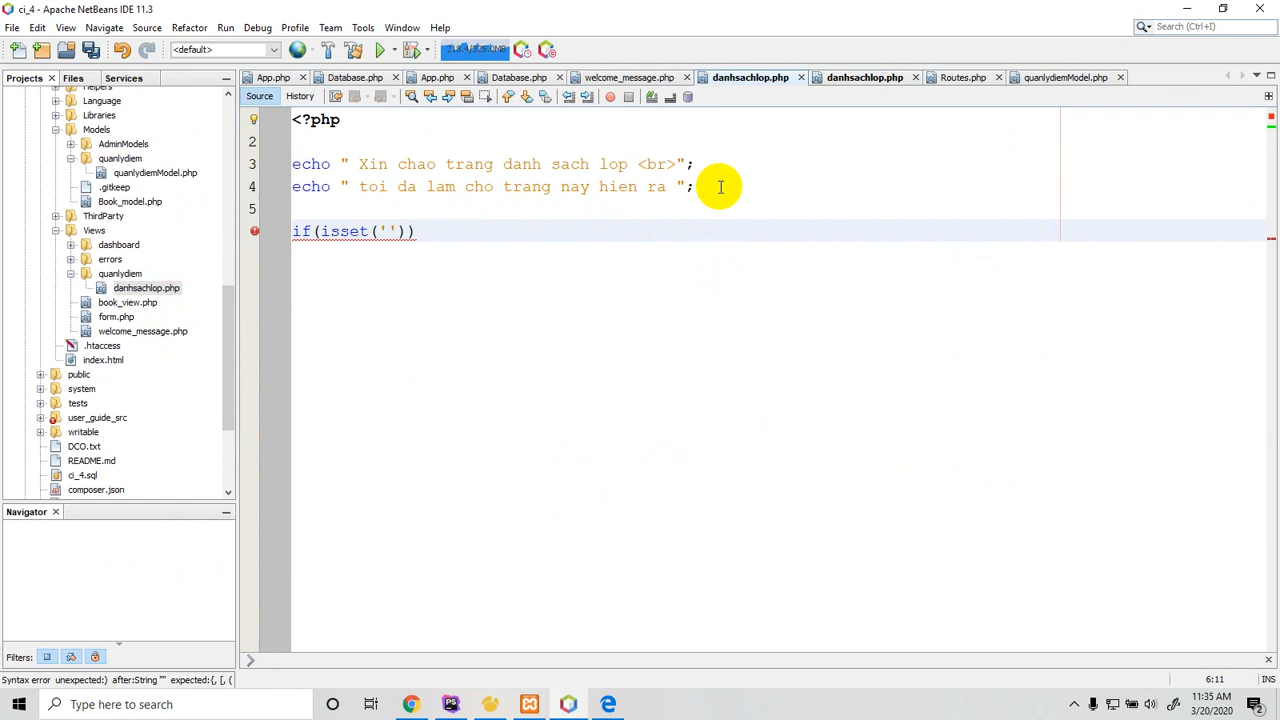 ci_4 - Apache NetBeans IDE 11.3
File Edit View Navigate Source Refactor Run Debug Profile Team Tools Window Help
Search (Ctrl+I)
<default>
Projects Files Services
App.php Database.php App.php Database.php welcome_message.php danhsachlop.php danhsachlop.php Routes.php quanlydiemModel.php
Source History
Helpers
Language
Libraries
Models
AdminModels
quanlydiem
quanlydiemModel.php
.gitkeep
Book_model.php
ThirdParty
Views
dashboard
errors
quanlydiem
danhsachlop.php
book_view.php
form.php
welcome_message.php
.htaccess
index.html
public
system
tests
user_guide_src
writable
DCO.txt
README.md
ci_4.sql
composer.json
<?php
2
3 echo " Xin chao trang danh sach lop <br>";
4 echo " toi da lam cho trang nay hien ra ";
5
if(isset(''))
Navigator
Filters:
Syntax error unexpected:) after:String "" expected:{, [, (
6:11 INS
Type here to search
11:35 AM
3/20/2020
2